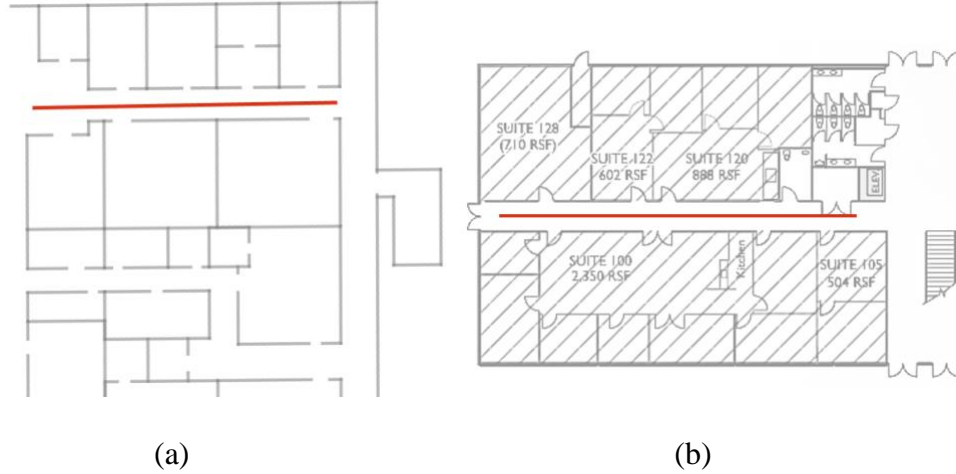 SUITE 128
(710 RSF)
SUITE 122
602 RSF
SUITE 120
888 RSF
ELEV
SUITE 100
2,350 RSF
Kitchen
SUITE 105
504 RSF
(a)
(b)